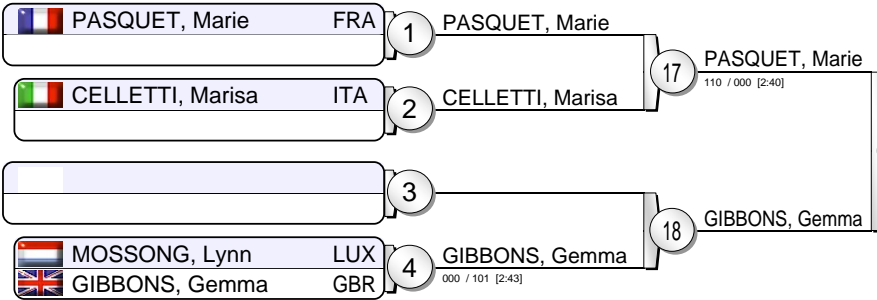 PASQUET, Marie FRA
1
PASQUET, Marie
CELLETTI, Marisa ITA
2
CELLETTI, Marisa
17
PASQUET, Marie
110 / 000 [2:40]
3
MOSSONG, Lynn LUX
GIBBONS, Gemma GBR
4
GIBBONS, Gemma
000 / 101 [2:43]
18
GIBBONS, Gemma